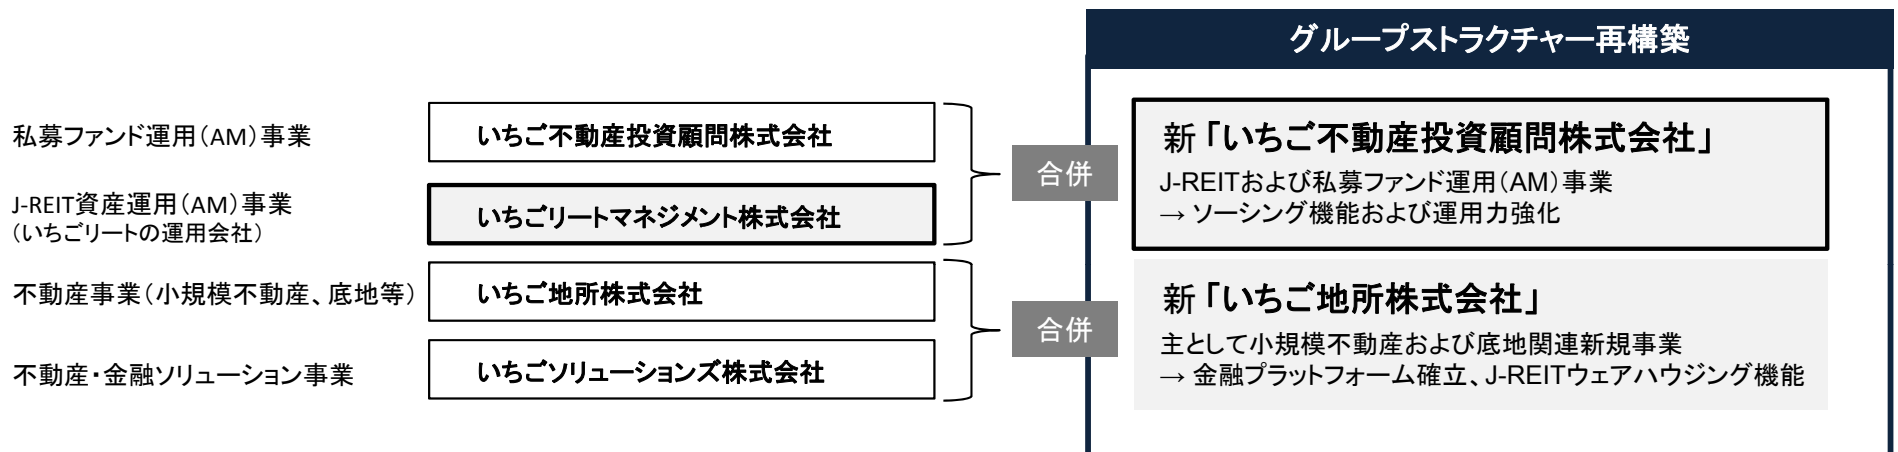 グループストラクチャー再構築
私募ファンド運用（AM）事業
いちご不動産投資顧問株式会社
J-REIT資産運用（AM）事業
（いちごリートの運用会社）
いちごリートマネジメント株式会社
合併
新「いちご不動産投資顧問株式会社」
J-REITおよび私募ファンド運用（AM）事業
→ ソーシング機能および運用力強化
不動産事業（小規模不動産、底地等）
いちご地所株式会社
不動産・金融ソリューション事業
いちごソリューションズ株式会社
合併
新「いちご地所株式会社」
主として小規模不動産および底地関連新規事業
→ 金融プラットフォーム確立、J-REITウェアハウジング機能